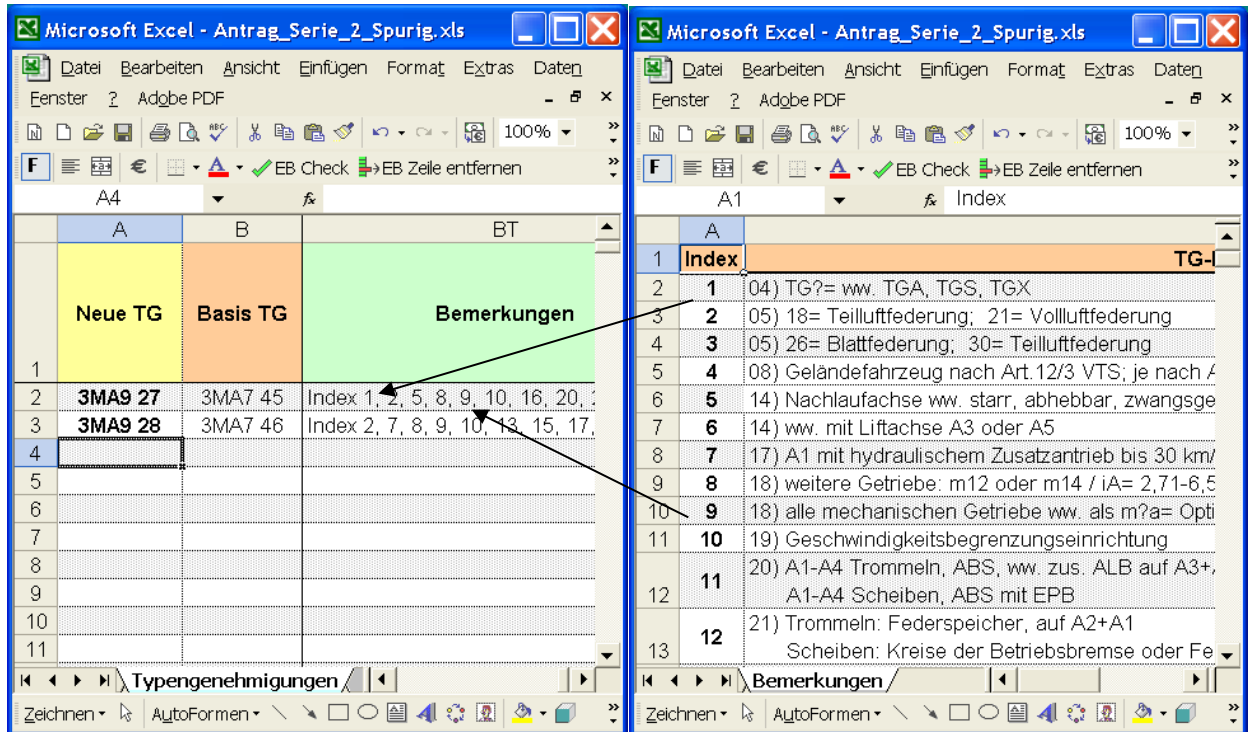 Microsoft Excel - Antrag_Serie_2_Spurig.xls
Datei Bearbeiten Ansicht Einfügen Format Extras Daten
Fenster ? Adobe PDF
100%
F € A EB Check EB Zeile entfernen
A4 fx
A B BT
1 Neue TG Basis TG Bemerkungen
2 3MA9 27 3MA7 45 Index 1, 2, 5, 8, 9, 10, 16, 20,
3 3MA9 28 3MA7 46 Index 2, 7, 8, 9, 10, 13, 15, 17,
4
5
6
7
8
9
10
11
Typengenehmigungen
Zeichnen AutoFormen
Microsoft Excel - Antrag_Serie_2_Spurig.xls
Datei Bearbeiten Ansicht Einfügen Format Extras Daten
Fenster ? Adobe PDF
100%
F € A EB Check EB Zeile entfernen
A1 fx Index
A
1 Index TG-
2 1 04) TG?= ww. TGA, TGS, TGX
3 2 05) 18= Teilluftfederung; 21= Vollluftfederung
4 3 05) 26= Blattfederung; 30= Teilluftfederung
5 4 08) Geländefahrzeug nach Art.12/3 VTS; je nach
6 5 14) Nachlaufachse ww. starr, abhebbar, zwangsge
7 6 14) ww. mit Liftachse A3 oder A5
8 7 17) A1 mit hydraulischem Zusatzantrieb bis 30 km/
9 8 18) weitere Getriebe: m12 oder m14 / iA= 2,71-6,5
10 9 18) alle mechanischen Getriebe ww. als m?a= Opti
11 10 19) Geschwindigkeitsbegrenzungseinrichtung
12 11 20) A1-A4 Trommeln, ABS, ww. zus. ALB auf A3+
A1-A4 Scheiben, ABS mit EPB
13 12 21) Trommeln: Federspeicher, auf A2+A1
Scheiben: Kreise der Betriebsbremse oder Fe
Bemerkungen
Zeichnen AutoFormen